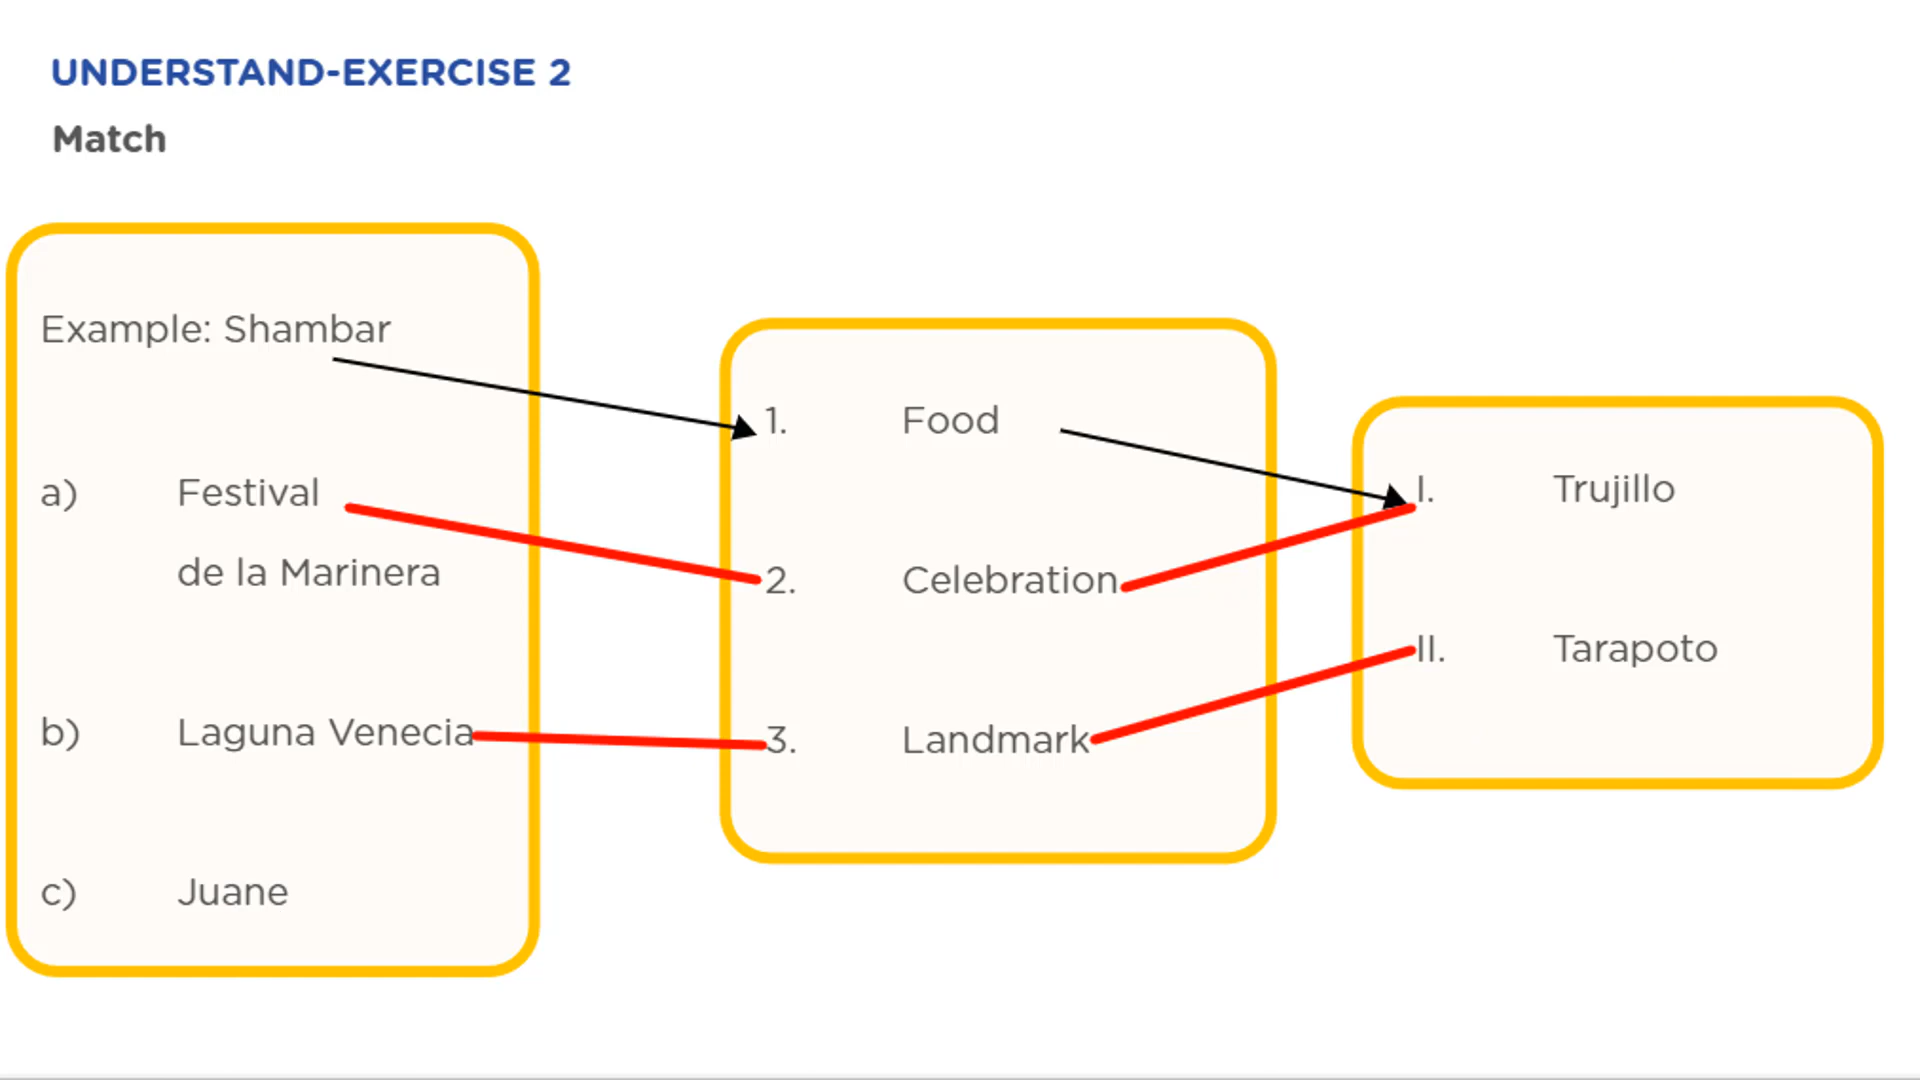 UNDERSTAND-EXERCISE 2
Match
Example: Shambar
a) Festival
de la Marinera
b) Laguna Venecia
c) Juane
1. Food
2. Celebration
3. Landmark
I. Trujillo
II. Tarapoto